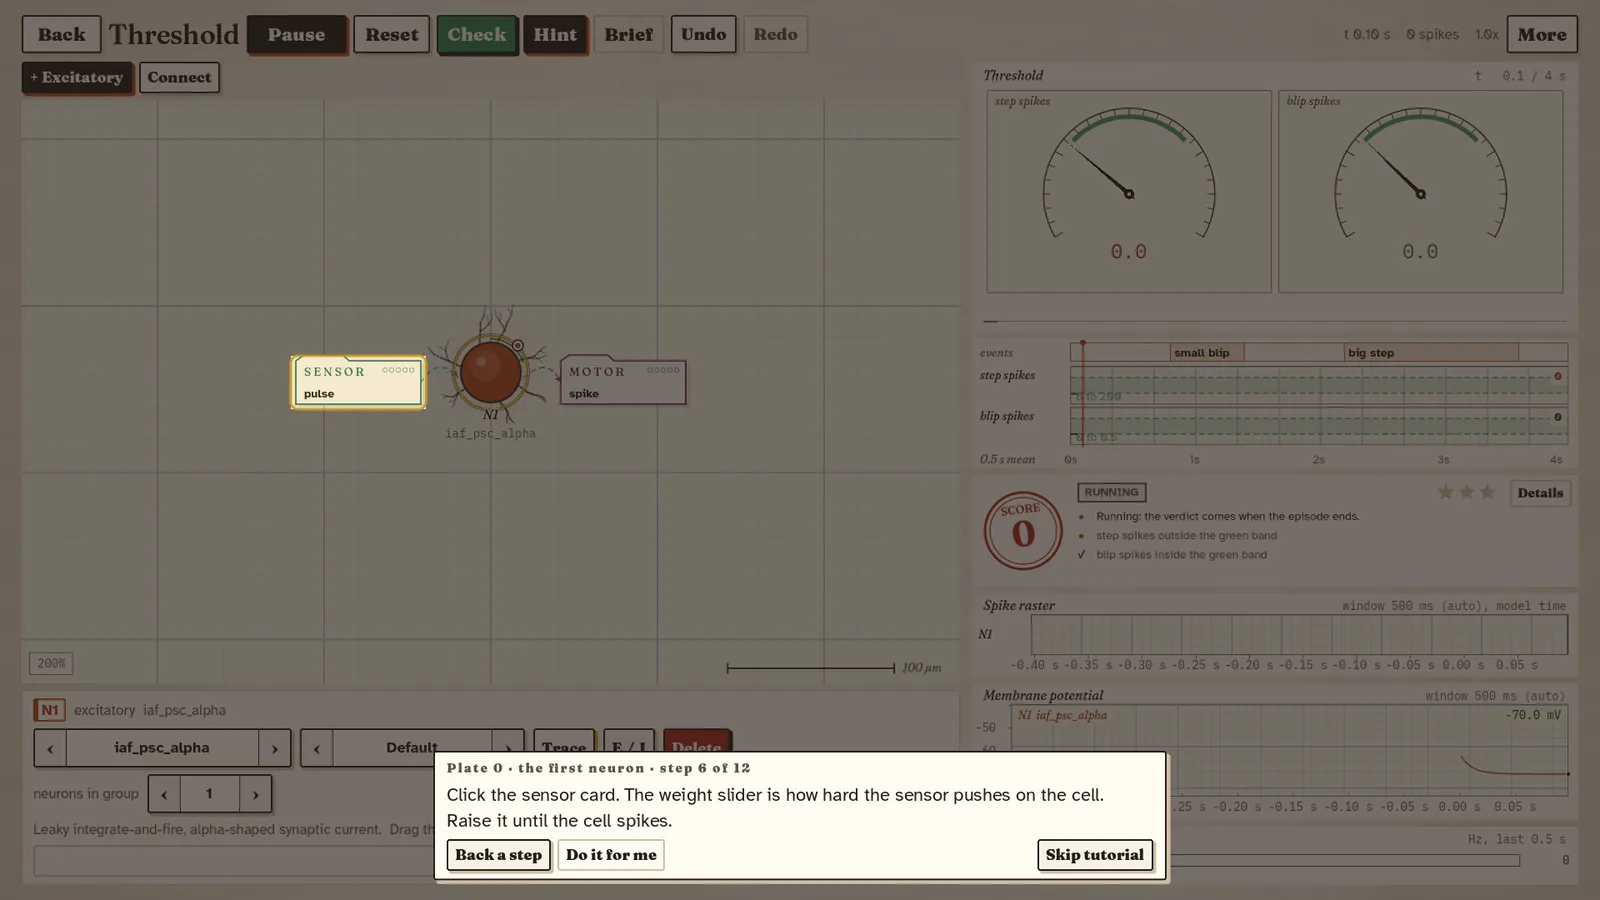 Back Threshold Pause Reset Check Hint Brief Undo Redo t 0.10 s 0 spikes 1.0x More
+ Excitatory Connect
Threshold t 0.1 / 4 s
step spikes blip spikes
0.0 0.0
SENSOR
pulse
MOTOR
spike
N1
iaf_psc_alpha
200%
100 µm
events small blip big step
step spikes 0
blip spikes 0
0.5 s mean 0s 1s 2s 3s 4s
SCORE
0
RUNNING Details
Running: the verdict comes when the episode ends.
step spikes outside the green band
✓ blip spikes inside the green band
Spike raster window 500 ms (auto), model time
N1
-0.40 s -0.35 s -0.30 s -0.25 s -0.20 s -0.15 s -0.10 s -0.05 s 0.00 s 0.05 s
Membrane potential window 500 ms (auto)
-50 N1 iaf_psc_alpha -70.0 mV
-0.20 s -0.15 s -0.10 s -0.05 s 0.00 s 0.05 s
Hz, last 0.5 s
0
N1 excitatory iaf_psc_alpha
‹ iaf_psc_alpha › ‹ Default › Trace E / I Delete
neurons in group ‹ 1 ›
Leaky integrate-and-fire, alpha-shaped synaptic current. Drag
Plate 0 · the first neuron · step 6 of 12
Click the sensor card. The weight slider is how hard the sensor pushes on the cell.
Raise it until the cell spikes.
Back a step Do it for me Skip tutorial